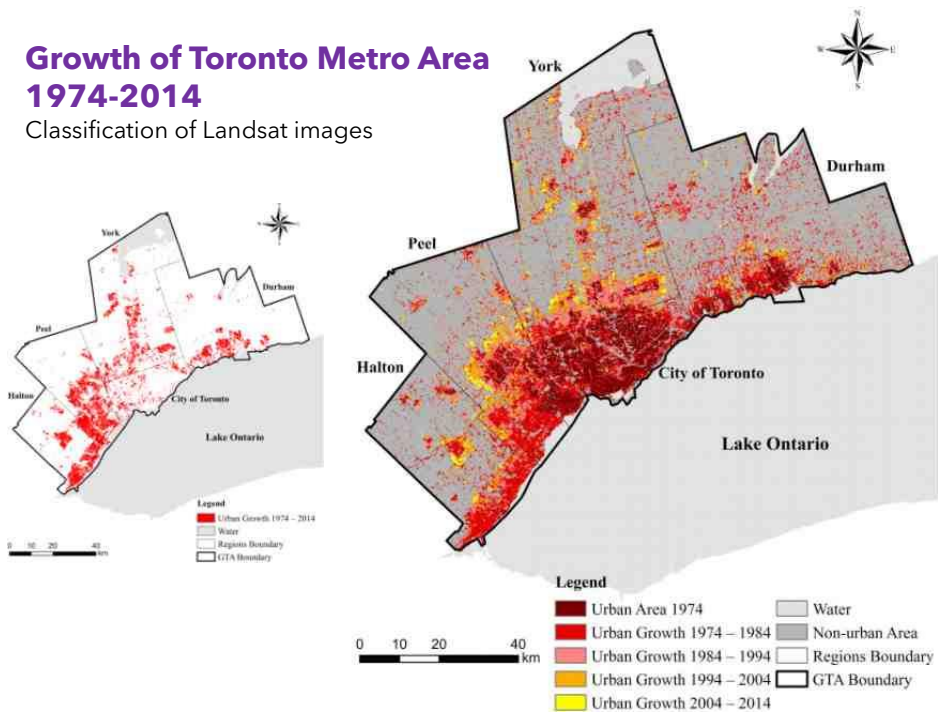 Growth of Toronto Metro Area
1974-2014
Classification of Landsat images
York
Durham
Peel
Halton
City of Toronto
Lake Ontario
Legend
Urban Growth 1974 – 2014
Water
Regions Boundary
GTA Boundary
0 10 20 40
km
N
W E
S
York
Durham
Peel
Halton
City of Toronto
Lake Ontario
Legend
Urban Area 1974
Urban Growth 1974 – 1984
Urban Growth 1984 – 1994
Urban Growth 1994 – 2004
Urban Growth 2004 – 2014
Water
Non-urban Area
Regions Boundary
GTA Boundary
0 10 20 40
km